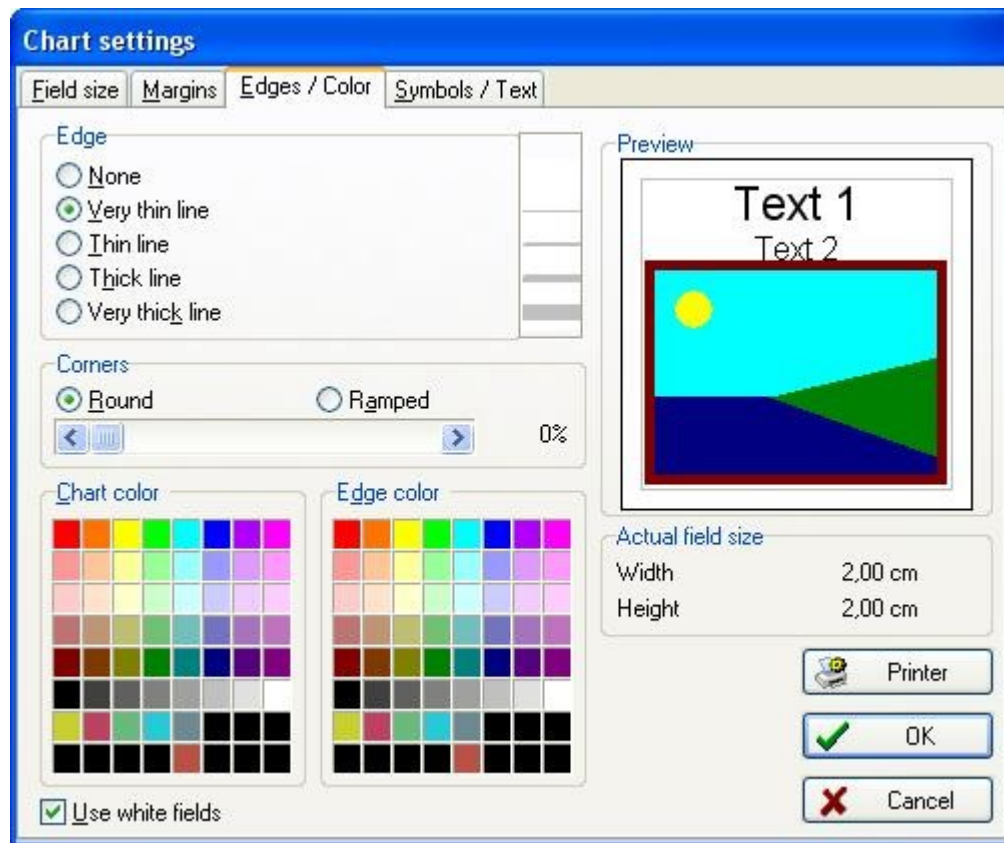 Chart settings
Field size
Margins
Edges / Color
Symbols / Text
Edge
None
Very thin line
Thin line
Thick line
Very thick line
Corners
Round
Ramped
0%
Chart color
Edge color
Use white fields
Preview
Text 1
Text 2
Actual field size
Width 2,00 cm
Height 2,00 cm
Printer
OK
Cancel